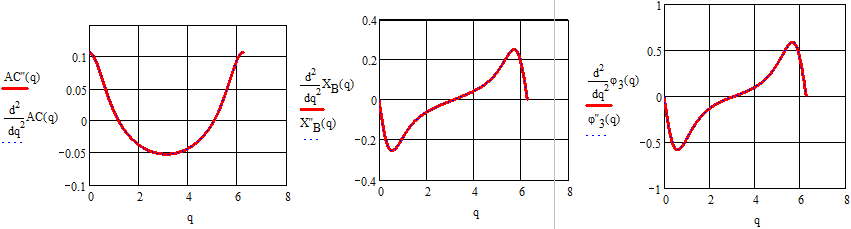 AC''(q)
d²/dq² AC(q)
0.1
0.05
0
−0.05
−0.1
0 2 4 6 8
q
d²/dq² X_B(q)
X''_B(q)
0.4
0.2
0
−0.2
−0.4
0 2 4 6 8
q
d²/dq² φ_3(q)
φ''_3(q)
1
0.5
0
−0.5
−1
0 2 4 6 8
q